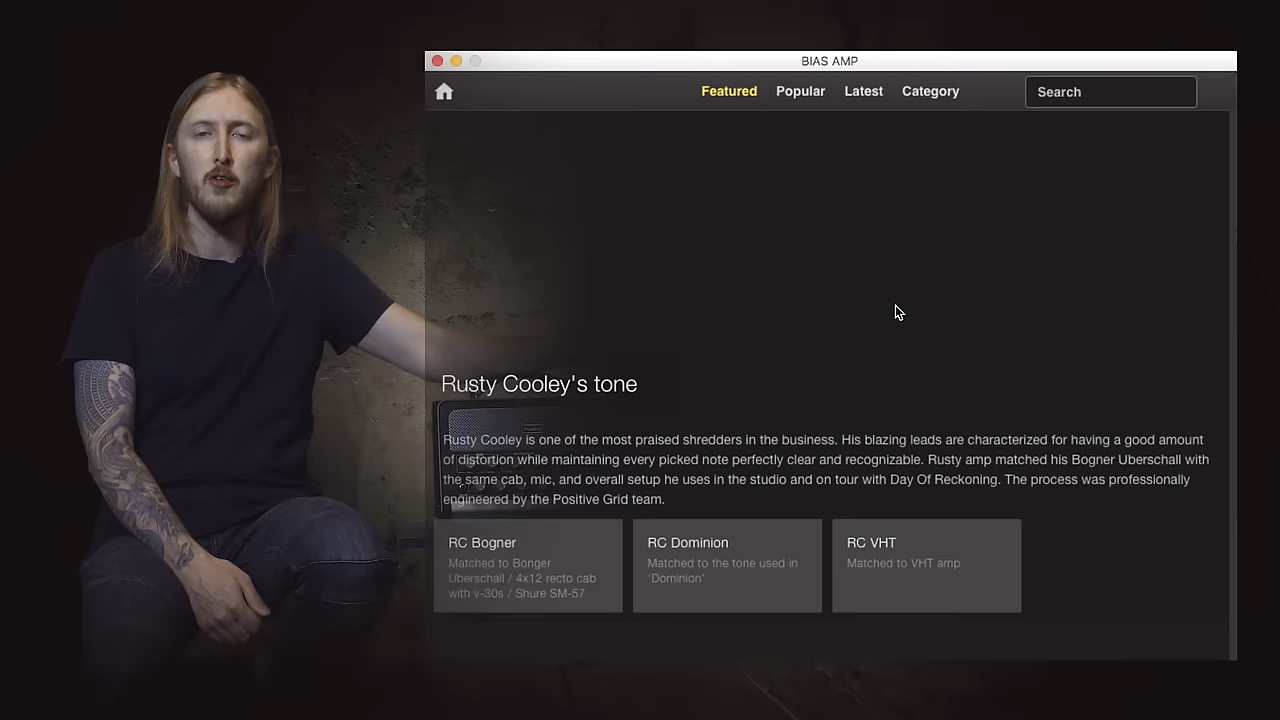 BIAS AMP
Featured Popular Latest Category Search
Rusty Cooley's tone
Rusty Cooley is one of the most praised shredders in the business. His blazing leads are characterized for having a good amount
of distortion while maintaining every picked note perfectly clear and recognizable. Rusty amp matched his Bogner Uberschall with
the same cab, mic, and overall setup he uses in the studio and on tour with Day Of Reckoning. The process was professionally
engineered by the Positive Grid team.
RC Bogner
Matched to Bonger
Uberschall / 4x12 recto cab
with v-30s / Shure SM-57
RC Dominion
Matched to the tone used in
'Dominion'
RC VHT
Matched to VHT amp